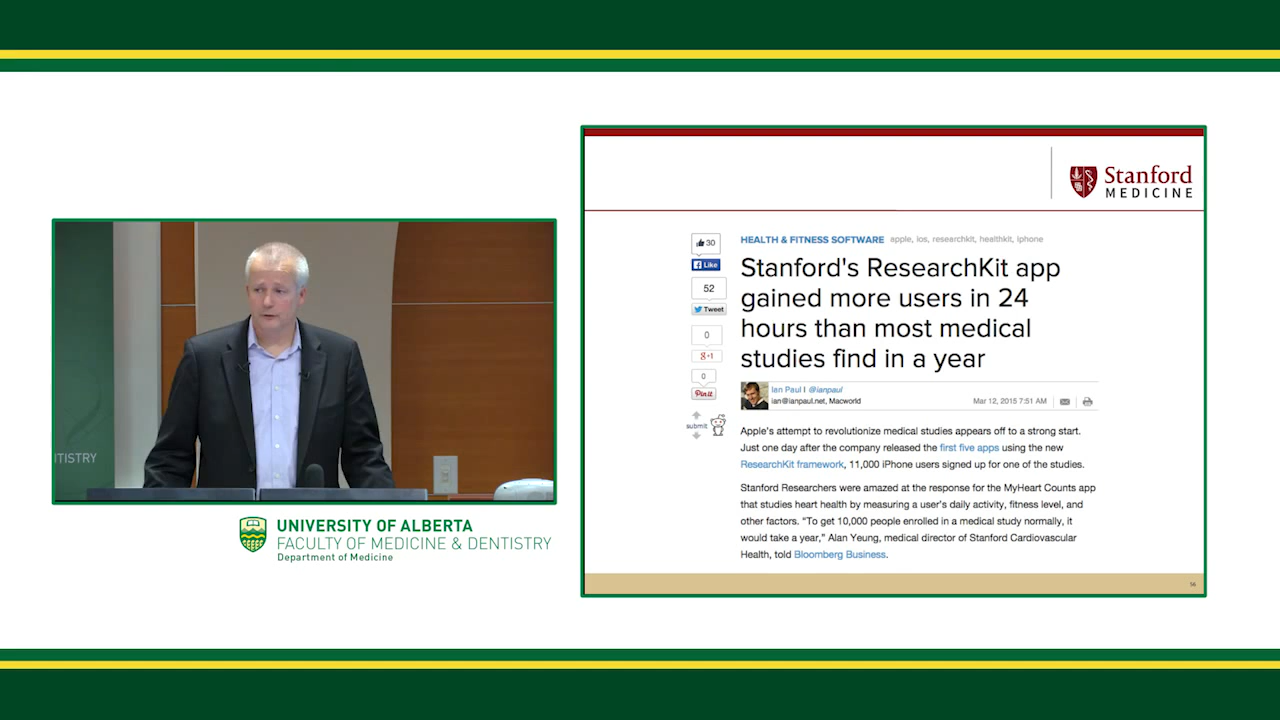 ITISTRY
UNIVERSITY OF ALBERTA
FACULTY OF MEDICINE & DENTISTRY
Department of Medicine
Stanford
MEDICINE
30
Like
52
Tweet
0
g+1
0
Pin it
submit
HEALTH & FITNESS SOFTWARE apple, ios, researchkit, healthkit, iphone
Stanford's ResearchKit app
gained more users in 24
hours than most medical
studies find in a year
Ian Paul | @ianpaul
ian@ianpaul.net, Macworld
Mar 12, 2015 7:51 AM
Apple's attempt to revolutionize medical studies appears off to a strong start.
Just one day after the company released the first five apps using the new
ResearchKit framework, 11,000 iPhone users signed up for one of the studies.
Stanford Researchers were amazed at the response for the MyHeart Counts app
that studies heart health by measuring a user's daily activity, fitness level, and
other factors. "To get 10,000 people enrolled in a medical study normally, it
would take a year," Alan Yeung, medical director of Stanford Cardiovascular
Health, told Bloomberg Business.
56